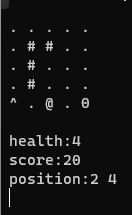 . . . . .
. # # . .
. # . . .
. # . . .
^ . @ . 0
health:4
score:20
position:2 4